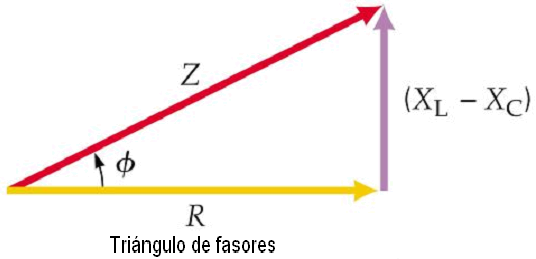 Z
(X_L − X_C)
ϕ
R
Triángulo de fasores